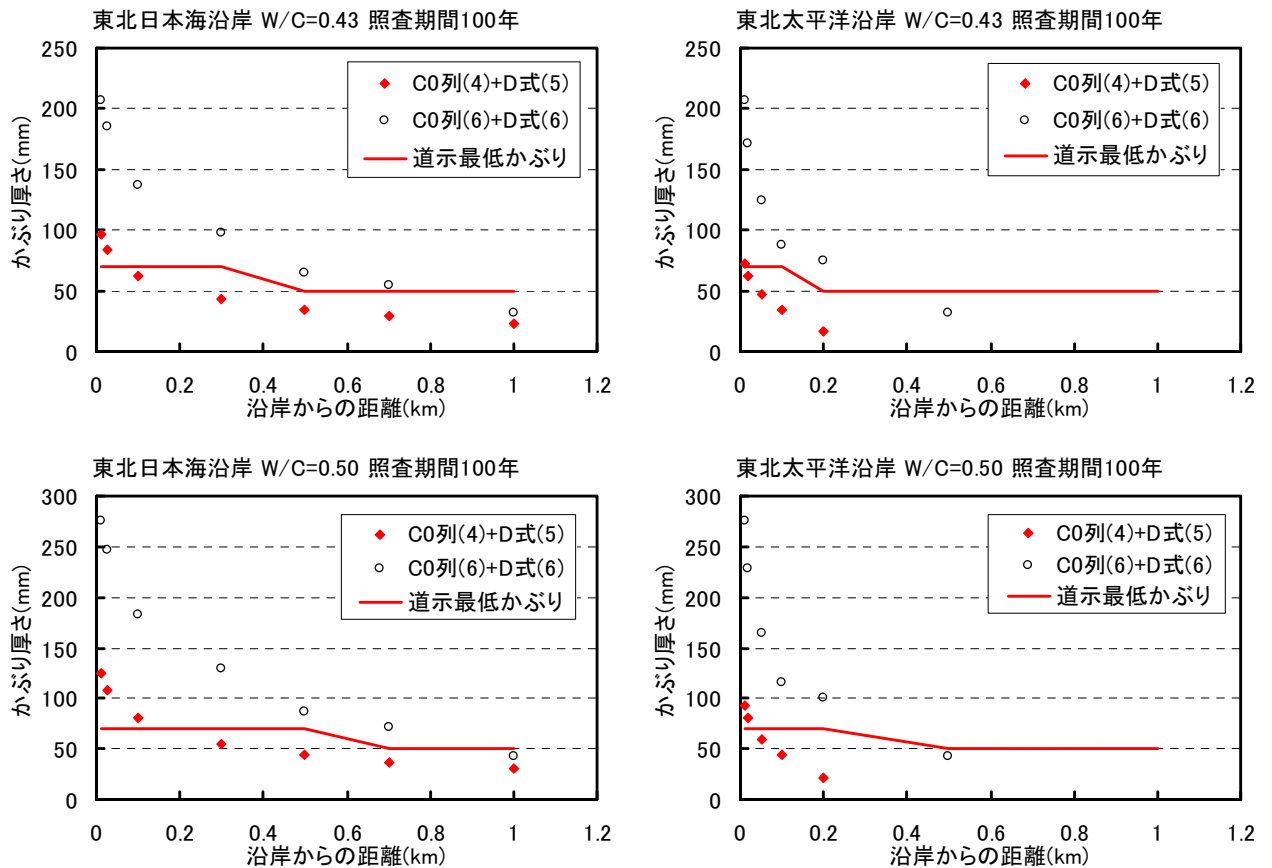 東北日本海沿岸 W/C=0.43 照査期間100年
250
200
150
100
50
0
かぶり厚さ(mm)
C0列(4)+D式(5)
C0列(6)+D式(6)
道示最低かぶり
0 0.2 0.4 0.6 0.8 1 1.2
沿岸からの距離(km)
東北太平洋沿岸 W/C=0.43 照査期間100年
250
200
150
100
50
0
かぶり厚さ(mm)
C0列(4)+D式(5)
C0列(6)+D式(6)
道示最低かぶり
0 0.2 0.4 0.6 0.8 1 1.2
沿岸からの距離(km)
東北日本海沿岸 W/C=0.50 照査期間100年
300
250
200
150
100
50
0
かぶり厚さ(mm)
C0列(4)+D式(5)
C0列(6)+D式(6)
道示最低かぶり
0 0.2 0.4 0.6 0.8 1 1.2
沿岸からの距離(km)
東北太平洋沿岸 W/C=0.50 照査期間100年
300
250
200
150
100
50
0
かぶり厚さ(mm)
C0列(4)+D式(5)
C0列(6)+D式(6)
道示最低かぶり
0 0.2 0.4 0.6 0.8 1 1.2
沿岸からの距離(km)